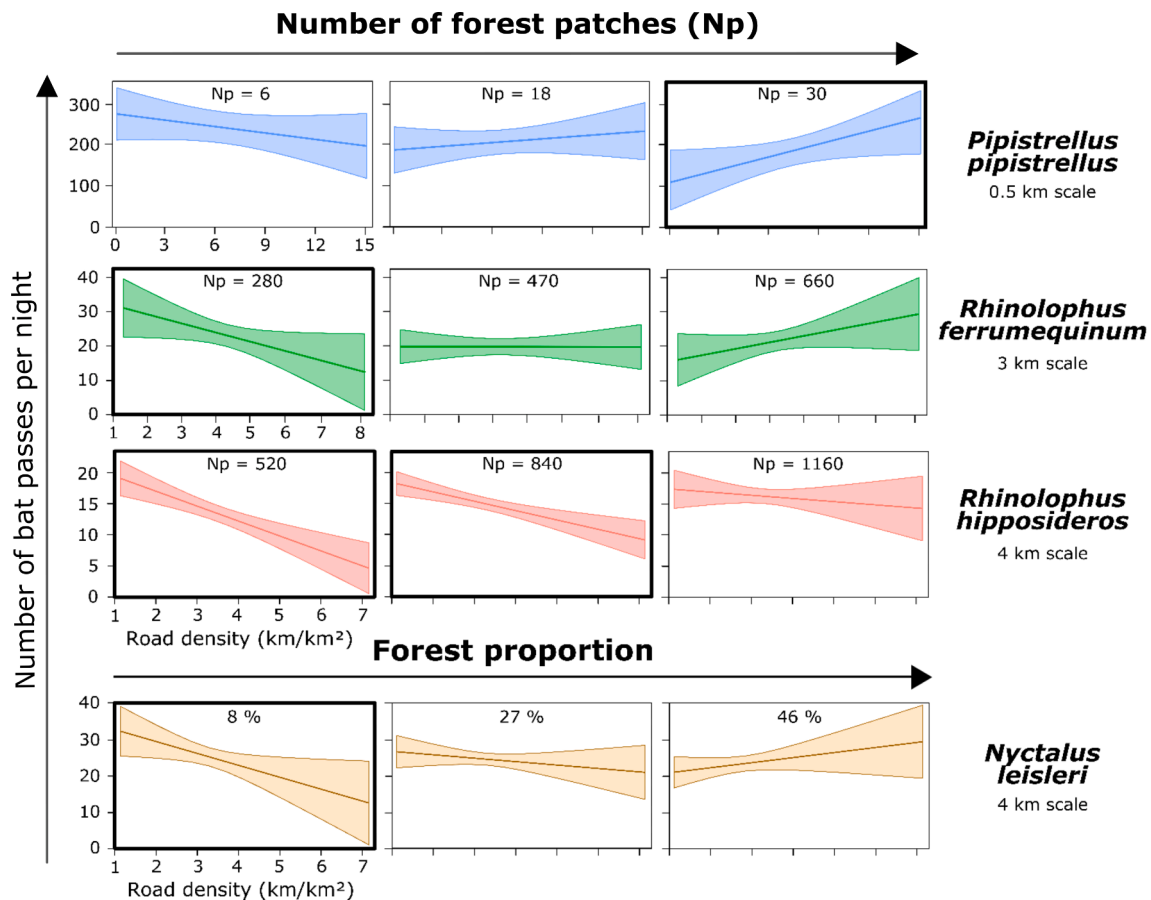 Number of forest patches (Np)
Number of bat passes per night
Np = 6
Np = 18
Np = 30
300
200
100
0
0 3 6 9 12 15
Pipistrellus
pipistrellus
0.5 km scale
Np = 280
Np = 470
Np = 660
40
30
20
10
0
1 2 3 4 5 6 7 8
Rhinolophus
ferrumequinum
3 km scale
Np = 520
Np = 840
Np = 1160
20
15
10
5
0
1 2 3 4 5 6 7
Road density (km/km²)
Rhinolophus
hipposideros
4 km scale
Forest proportion
8 %
27 %
46 %
40
30
20
10
0
1 2 3 4 5 6 7
Road density (km/km²)
Nyctalus
leisleri
4 km scale